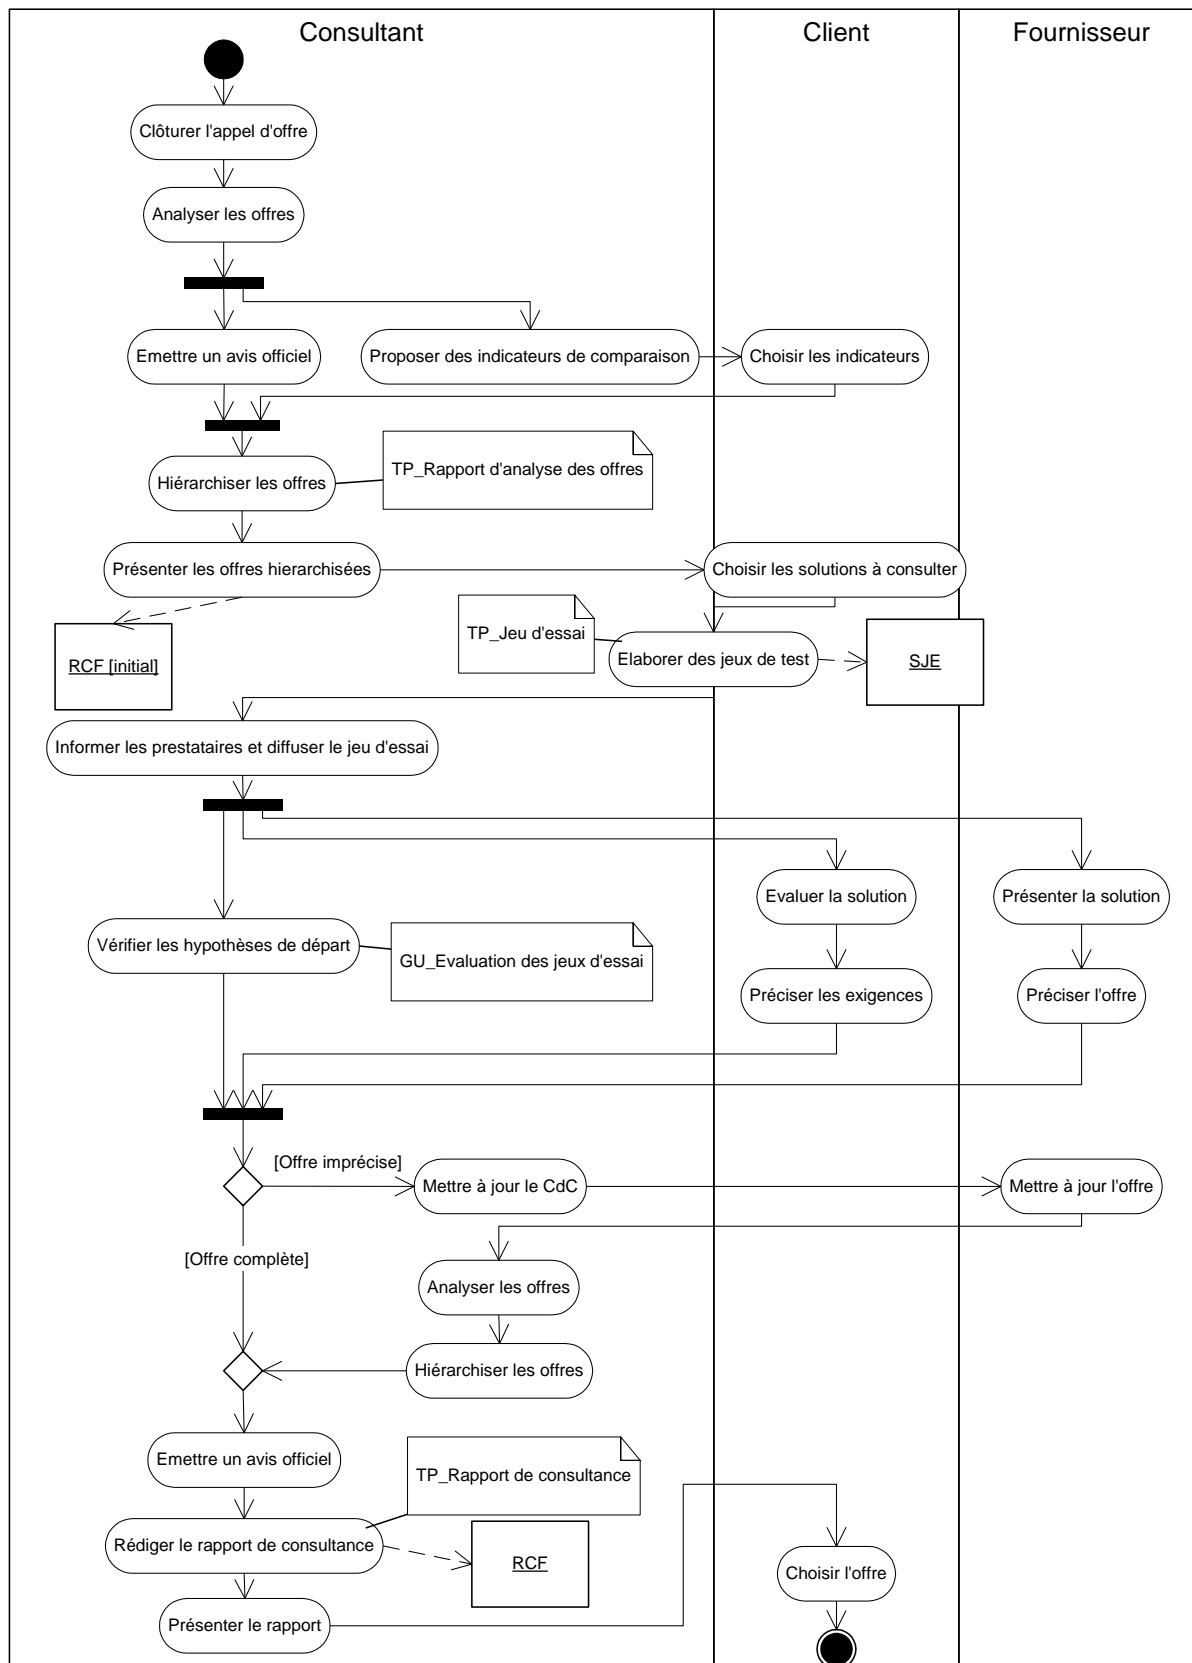 Consultant
Client
Fournisseur
Clôturer l'appel d'offre
Analyser les offres
Emettre un avis officiel
Proposer des indicateurs de comparaison
Choisir les indicateurs
TP_Rapport d'analyse des offres
Hiérarchiser les offres
Présenter les offres hierarchisées
Choisir les solutions à consulter
TP_Jeu d'essai
RCF [initial]
Elaborer des jeux de test
SJE
Informer les prestataires et diffuser le jeu d'essai
Evaluer la solution
Présenter la solution
Vérifier les hypothèses de départ
GU_Evaluation des jeux d'essai
Préciser les exigences
Préciser l'offre
[Offre imprécise]
Mettre à jour le CdC
Mettre à jour l'offre
[Offre complète]
Analyser les offres
Hiérarchiser les offres
Emettre un avis officiel
TP_Rapport de consultance
Rédiger le rapport de consultance
RCF
Choisir l'offre
Présenter le rapport